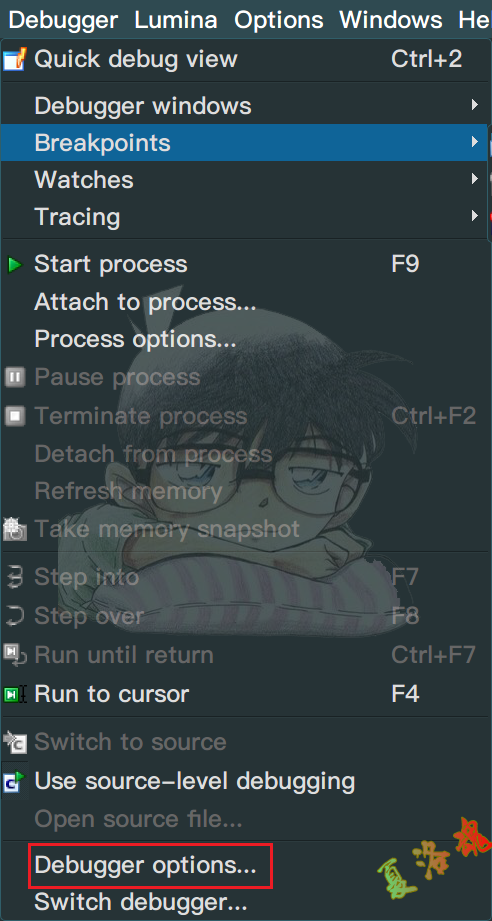 Debugger Lumina Options Windows He
Quick debug view Ctrl+2
Debugger windows
Breakpoints
Watches
Tracing
Start process F9
Attach to process...
Process options...
Pause process
Terminate process Ctrl+F2
Detach from process
Refresh memory
Take memory snapshot
Step into F7
Step over F8
Run until return Ctrl+F7
Run to cursor F4
Switch to source
Use source-level debugging
Open source file...
Debugger options...
Switch debugger...